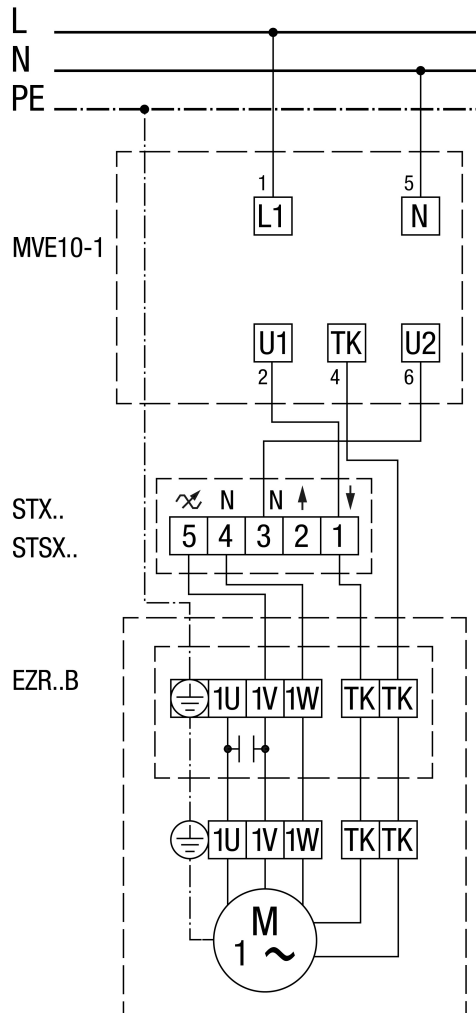 L
N
PE
1 5
L1 N
MVE10-1
U1 TK U2
2 4 6
STX..
STSX..
N N
5 4 3 2 1
EZR..B
1U 1V 1W TK TK
1U 1V 1W TK TK
M
1 ~